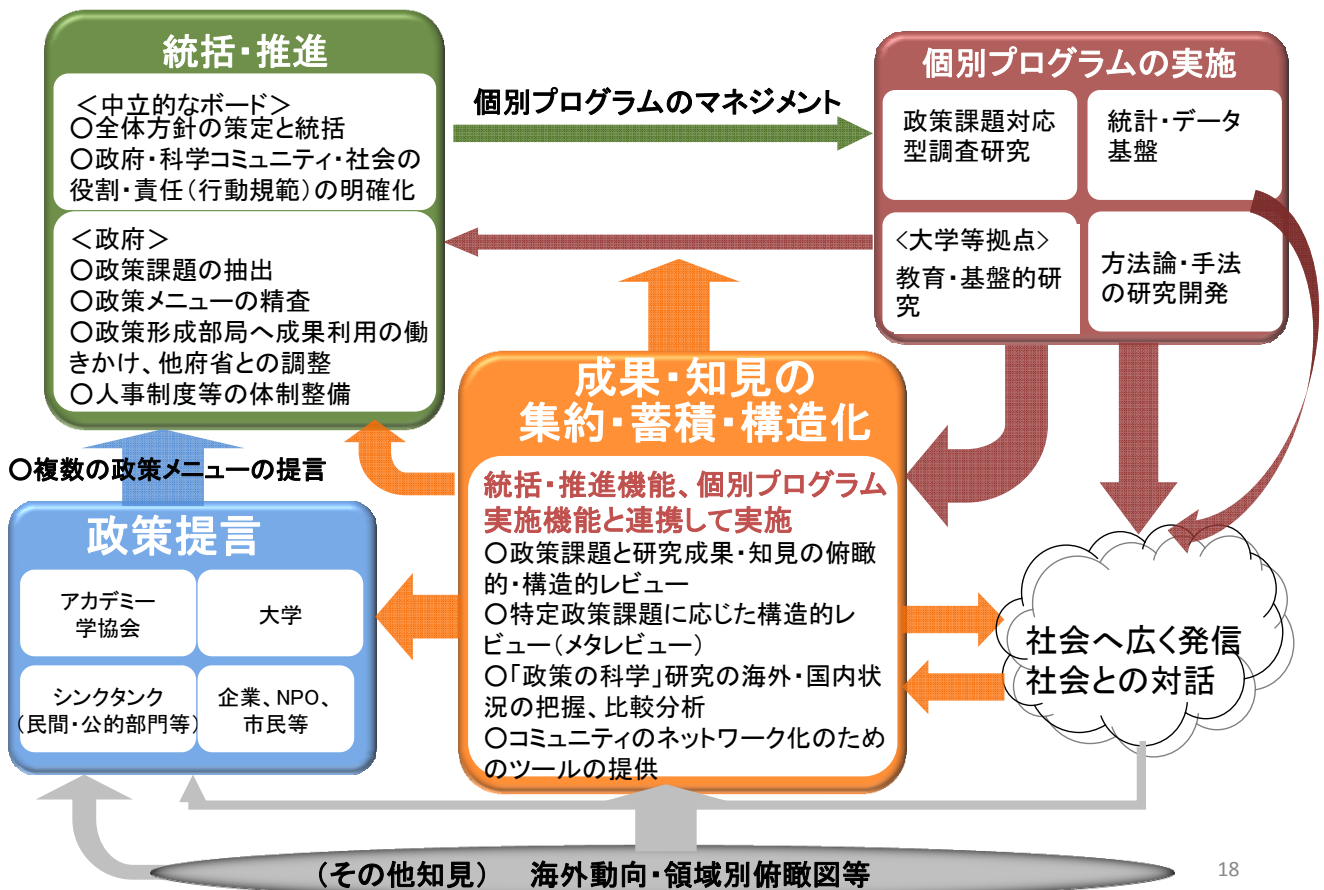 統括・推進
＜中立的なボード＞
○全体方針の策定と統括
○政府・科学コミュニティ・社会の
役割・責任（行動規範）の明確化
＜政府＞
○政策課題の抽出
○政策メニューの精査
○政策形成部局へ成果利用の働
きかけ、他府省との調整
○人事制度等の体制整備
個別プログラムのマネジメント
個別プログラムの実施
政策課題対応
型調査研究
統計・データ
基盤
〈大学等拠点〉
教育・基盤的研
究
方法論・手法
の研究開発
成果・知見の
集約・蓄積・構造化
統括・推進機能、個別プログラム
実施機能と連携して実施
○政策課題と研究成果・知見の俯瞰
的・構造的レビュー
○特定政策課題に応じた構造的レ
ビュー（メタレビュー）
○「政策の科学」研究の海外・国内状
況の把握、比較分析
○コミュニティのネットワーク化のため
のツールの提供
○複数の政策メニューの提言
政策提言
アカデミー
学協会
大学
シンクタンク
（民間・公的部門等）
企業、NPO、
市民等
社会へ広く発信
社会との対話
（その他知見）　海外動向・領域別俯瞰図等
18